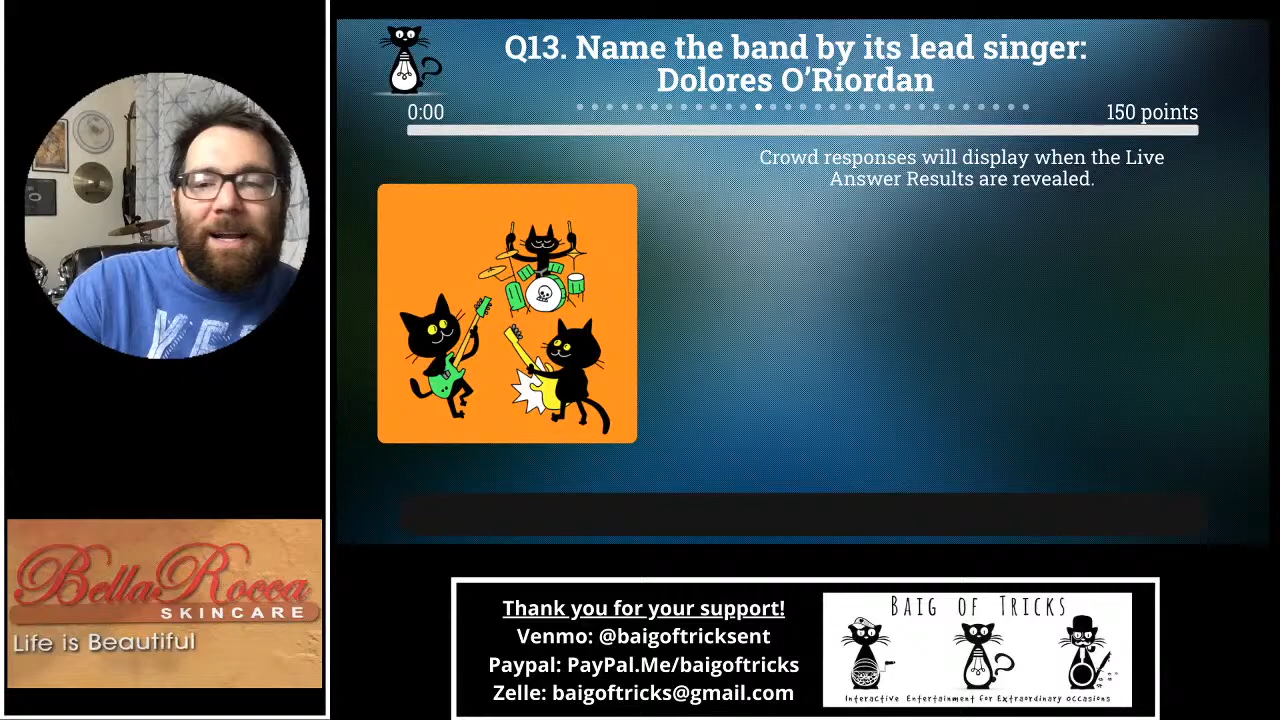 Q13. Name the band by its lead singer:
Dolores O'Riordan
0:00
150 points
Crowd responses will display when the Live
Answer Results are revealed.
BellaRocca
SKINCARE
Life is Beautiful
Thank you for your support!
Venmo: @baigoftricksent
Paypal: PayPal.Me/baigoftricks
Zelle: baigoftricks@gmail.com
BAIG OF TRICKS
Interactive Entertainment for Extraordinary occasions